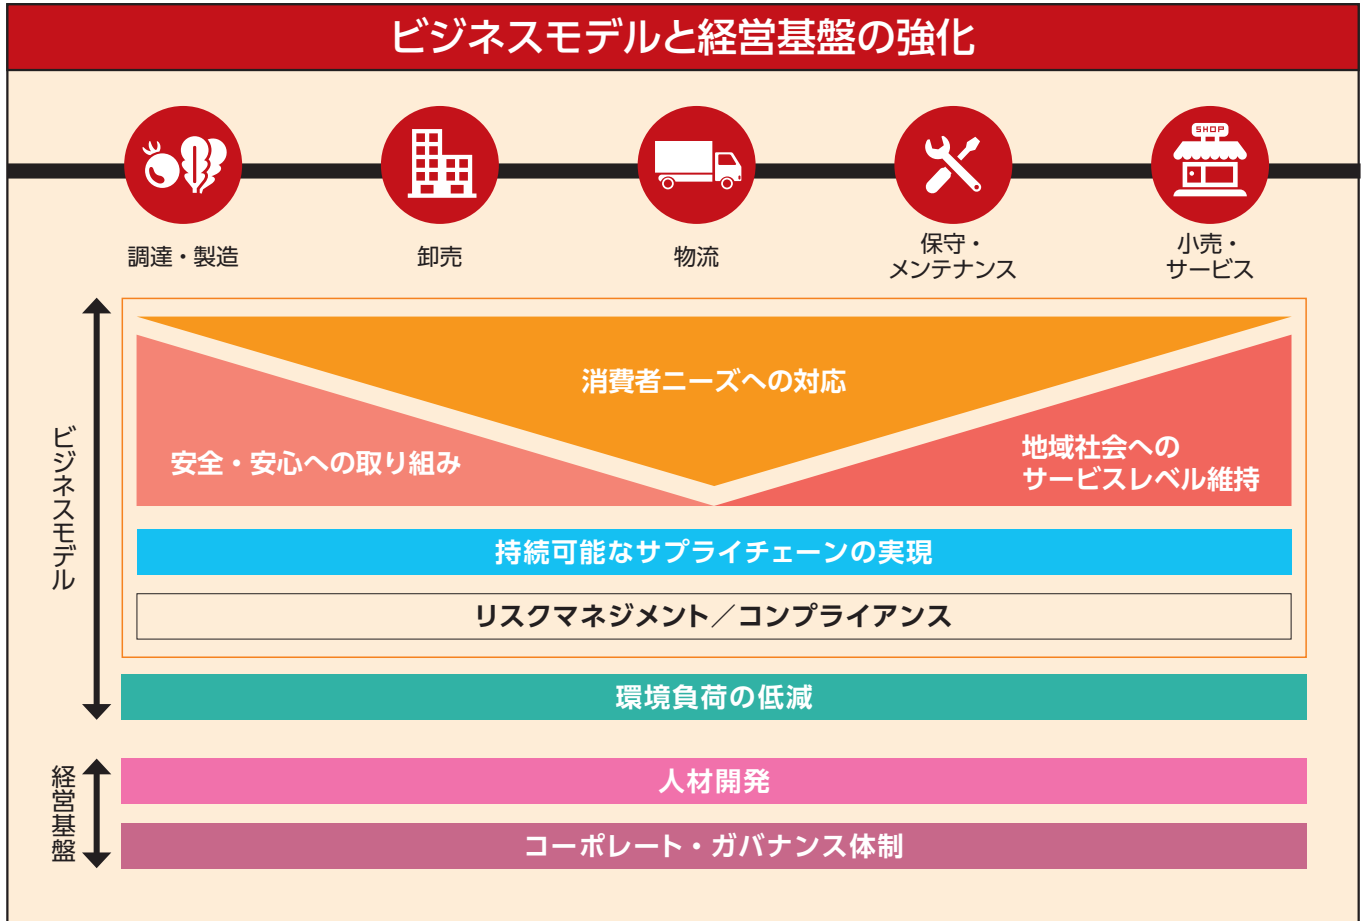 ビジネスモデルと経営基盤の強化
SHOP
調達・製造
卸売
物流
保守・
メンテナンス
小売・
サービス
ビジネスモデル
消費者ニーズへの対応
安全・安心への取り組み
地域社会への
サービスレベル維持
持続可能なサプライチェーンの実現
リスクマネジメント／コンプライアンス
環境負荷の低減
経営基盤
人材開発
コーポレート・ガバナンス体制